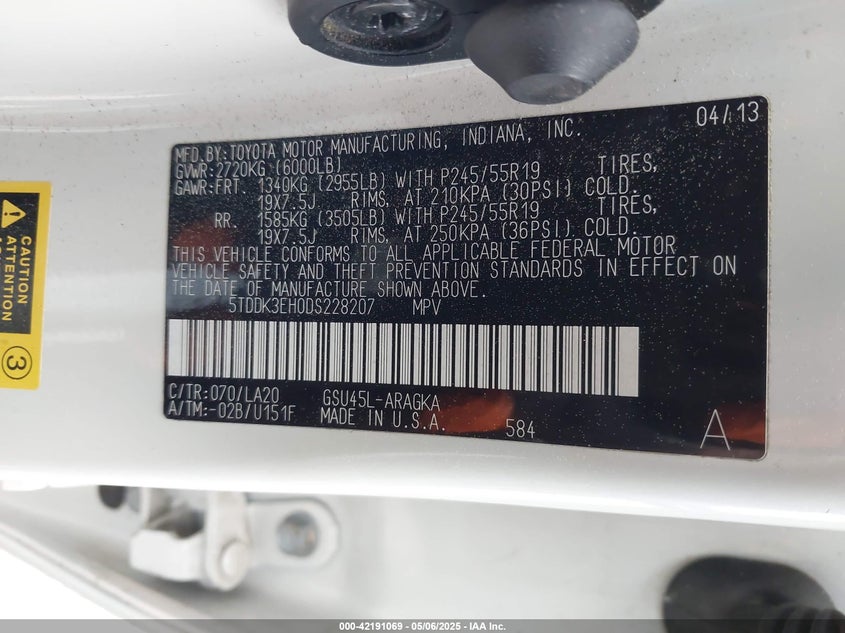 04/13
MFD.BY:TOYOTA MOTOR MANUFACTURING, INDIANA, INC.
GVWR:2720KG (6000LB)
GAWR:FRT. 1340KG (2955LB) WITH P245/55R19 TIRES,
19X7.5J RIMS, AT 210KPA (30PSI) COLD.
RR. 1585KG (3505LB) WITH P245/55R19 TIRES,
19X7.5J RIMS, AT 250KPA (36PSI) COLD.
THIS VEHICLE CONFORMS TO ALL APPLICABLE FEDERAL MOTOR
VEHICLE SAFETY AND THEFT PREVENTION STANDARDS IN EFFECT ON
THE DATE OF MANUFACTURE SHOWN ABOVE.
5TDDK3EH0DS228207 MPV
C/TR:070/LA20 GSU45L-ARAGKA
A/TM:-02B/U151F MADE IN U.S.A. 584 A
CAUTION
3
000-42191069 - 05/06/2025 - IAA Inc.